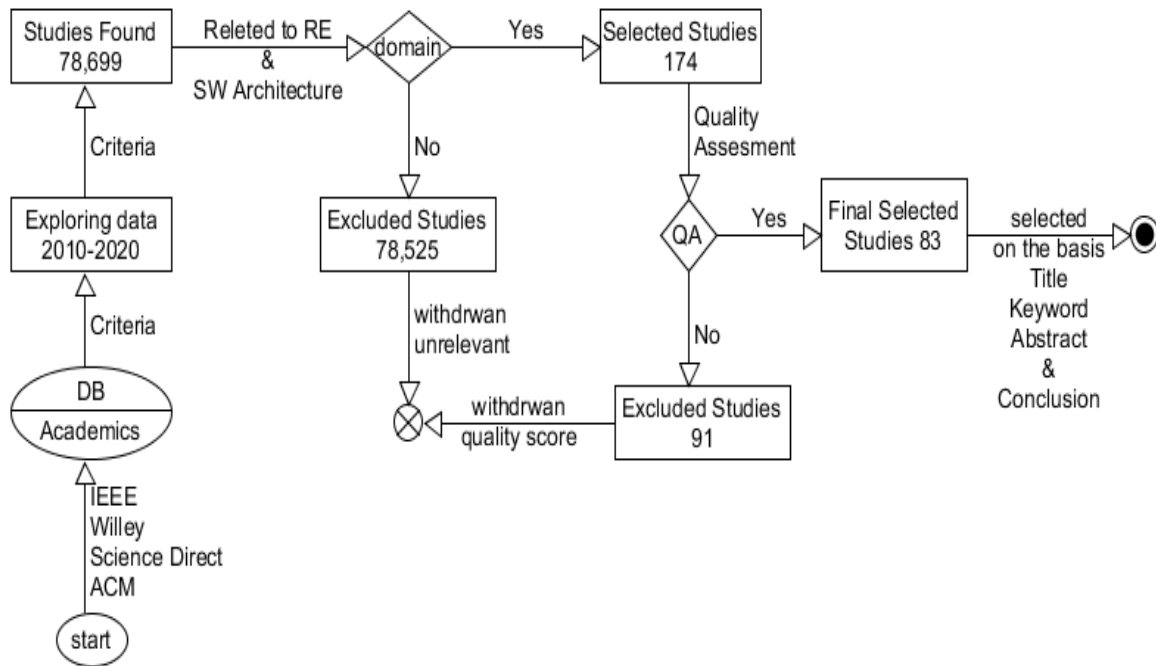 Studies Found
78,699
Releted to RE
&
SW Architecture
domain
Yes
Selected Studies
174
Criteria
No
Quality
Assesment
Exploring data
2010-2020
Excluded Studies
78,525
QA
Yes
Final Selected
Studies 83
selected
on the basis
Title
Keyword
Abstract
&
Conclusion
Criteria
withdrwan
unrelevant
No
DB
Academics
withdrwan
quality score
Excluded Studies
91
IEEE
Willey
Science Direct
ACM
start